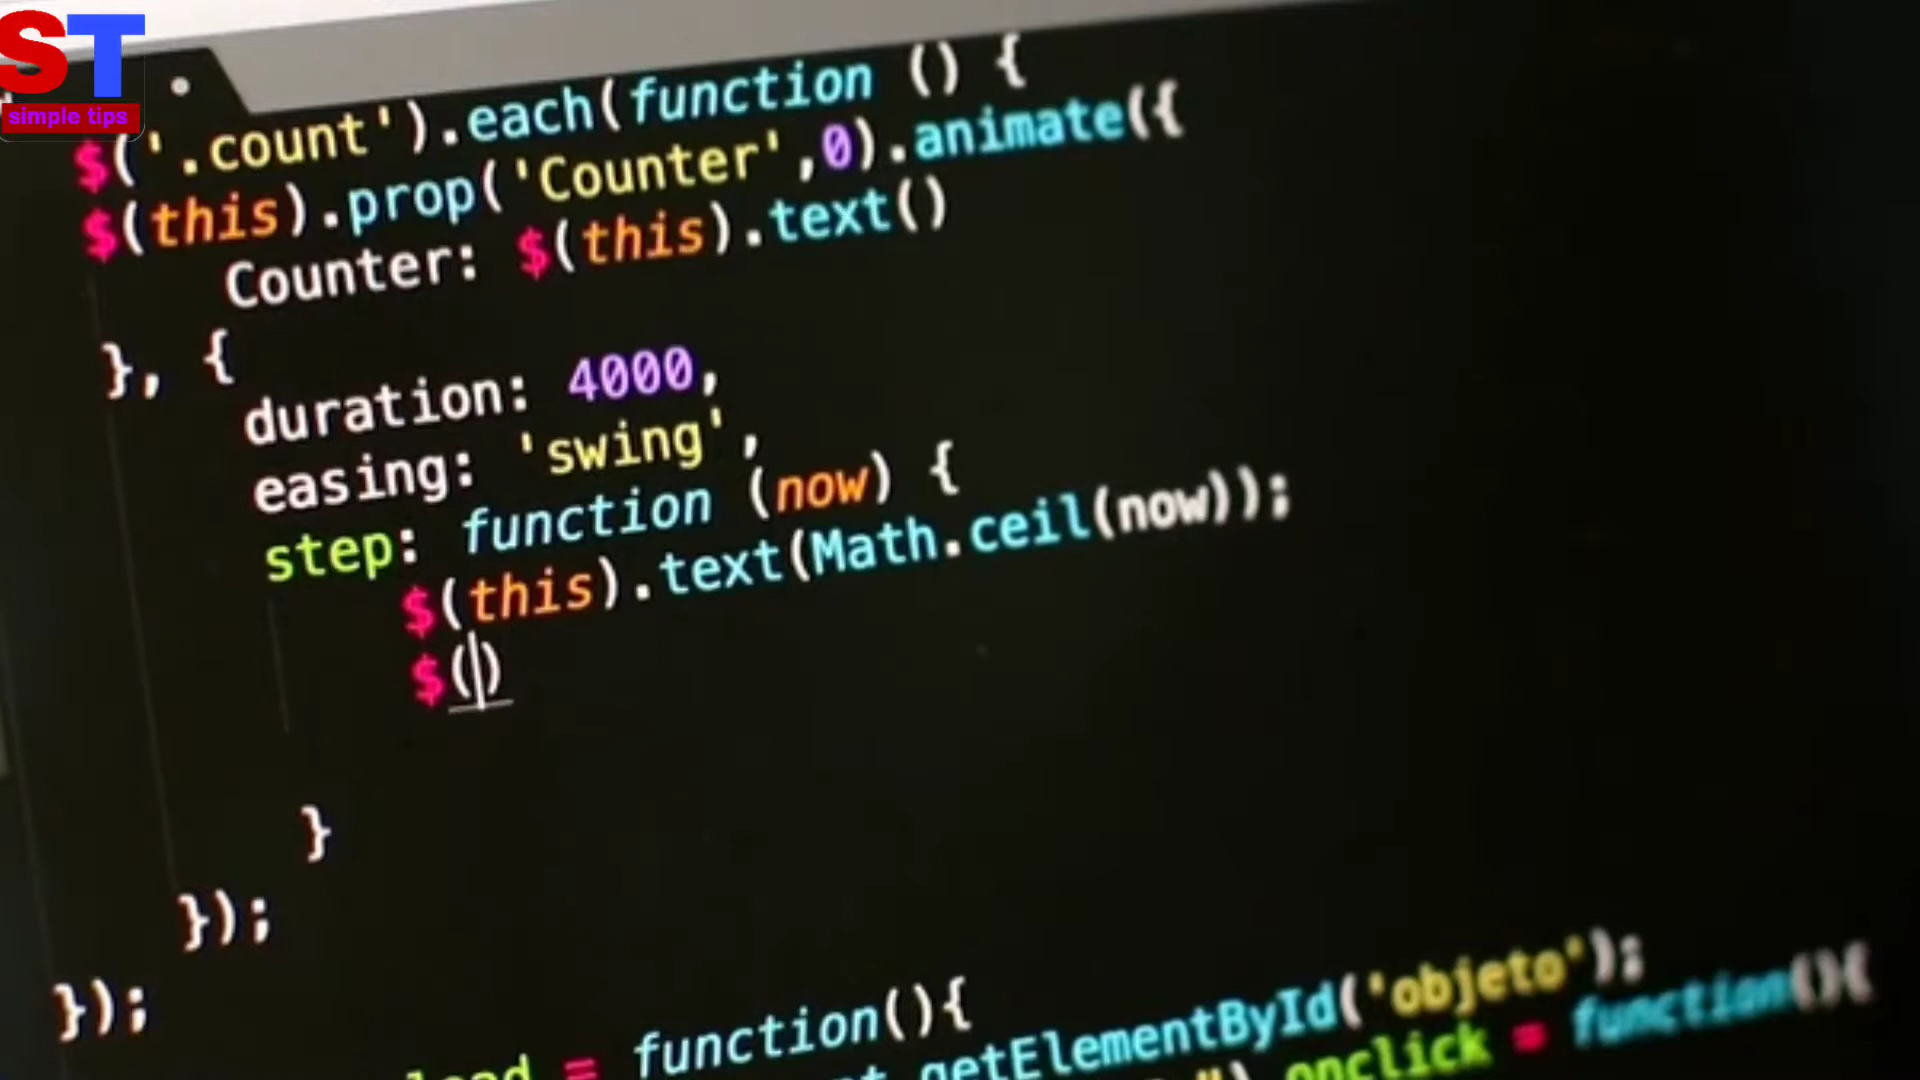 ST
simple tips
$('.count').each(function () {
$(this).prop('Counter',0).animate({
Counter: $(this).text()
}, {
duration: 4000,
easing: 'swing',
step: function (now) {
$(this).text(Math.ceil(now));
$()
}
});
});
= function(){
getElementById('objeto');
onclick = function(){